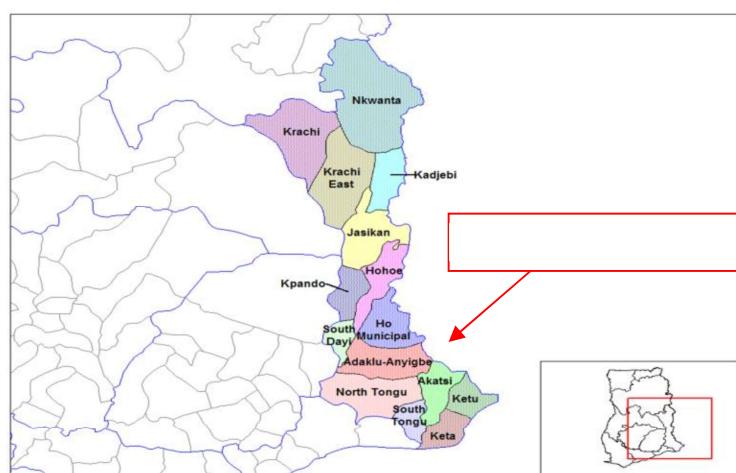 Nkwanta
Krachi
Krachi
East
Kadjebi
Jasikan
Hohoe
Kpando
South
Dayi
Ho
Municipal
Adaklu-Anyigbe
Akatsi
North Tongu
Ketu
South
Tongu
Keta